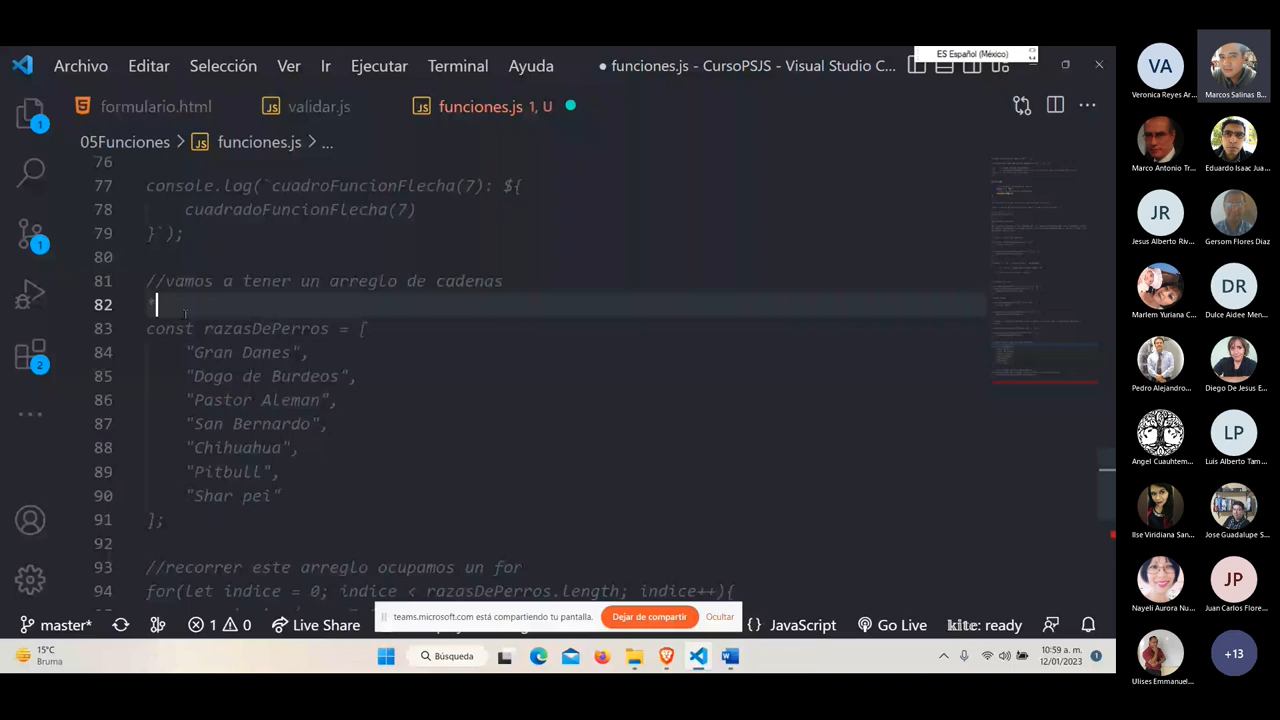 ES Español (México)
Archivo Editar Selección Ver Ir Ejecutar Terminal Ayuda
● funciones.js - CursoPSJS - Visual Studio C...
formulario.html
JS validar.js
JS funciones.js 1, U
05Funciones > JS funciones.js > ...
76
77 console.log(`cuadroFuncionFlecha(7): ${
78 cuadradoFuncionFlecha(7)
79 }`);
80
81 //vamos a tener un arreglo de cadenas
82
83 const razasDePerros = [
84 "Gran Danes",
85 "Dogo de Burdeos",
86 "Pastor Aleman",
87 "San Bernardo",
88 "Chihuahua",
89 "Pitbull",
90 "Shar pei"
91 ];
92
93 //recorrer este arreglo ocupamos un for
94 for(let indice = 0; indice < razasDePerros.length; indice++){
1
1
2
teams.microsoft.com está compartiendo tu pantalla. Dejar de compartir Ocultar
master* 1 0 Live Share {} JavaScript Go Live kite: ready
15°C
Bruma
Búsqueda
10:59 a. m.
12/01/2023
1
VA
Veronica Reyes Ar...
Marcos Salinas B...
Marco Antonio Tr...
Eduardo Isaac Jua...
JR
Jesus Alberto Riv...
Gersom Flores Diaz
Marlem Yuriana C...
DR
Dulce Aidee Men...
Pedro Alejandro...
Diego De Jesus E...
Angel Cuauhtem...
LP
Luis Alberto Tam...
Ilse Viridiana San...
Jose Guadalupe S...
Nayeli Aurora Nu...
JP
Juan Carlos Flore...
Ulises Emmanuel...
+13